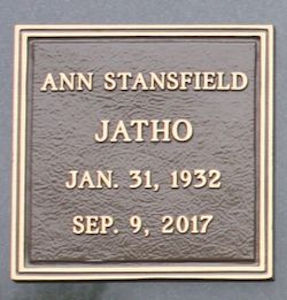 ANN STANSFIELD
JATHO
JAN. 31, 1932
SEP. 9, 2017